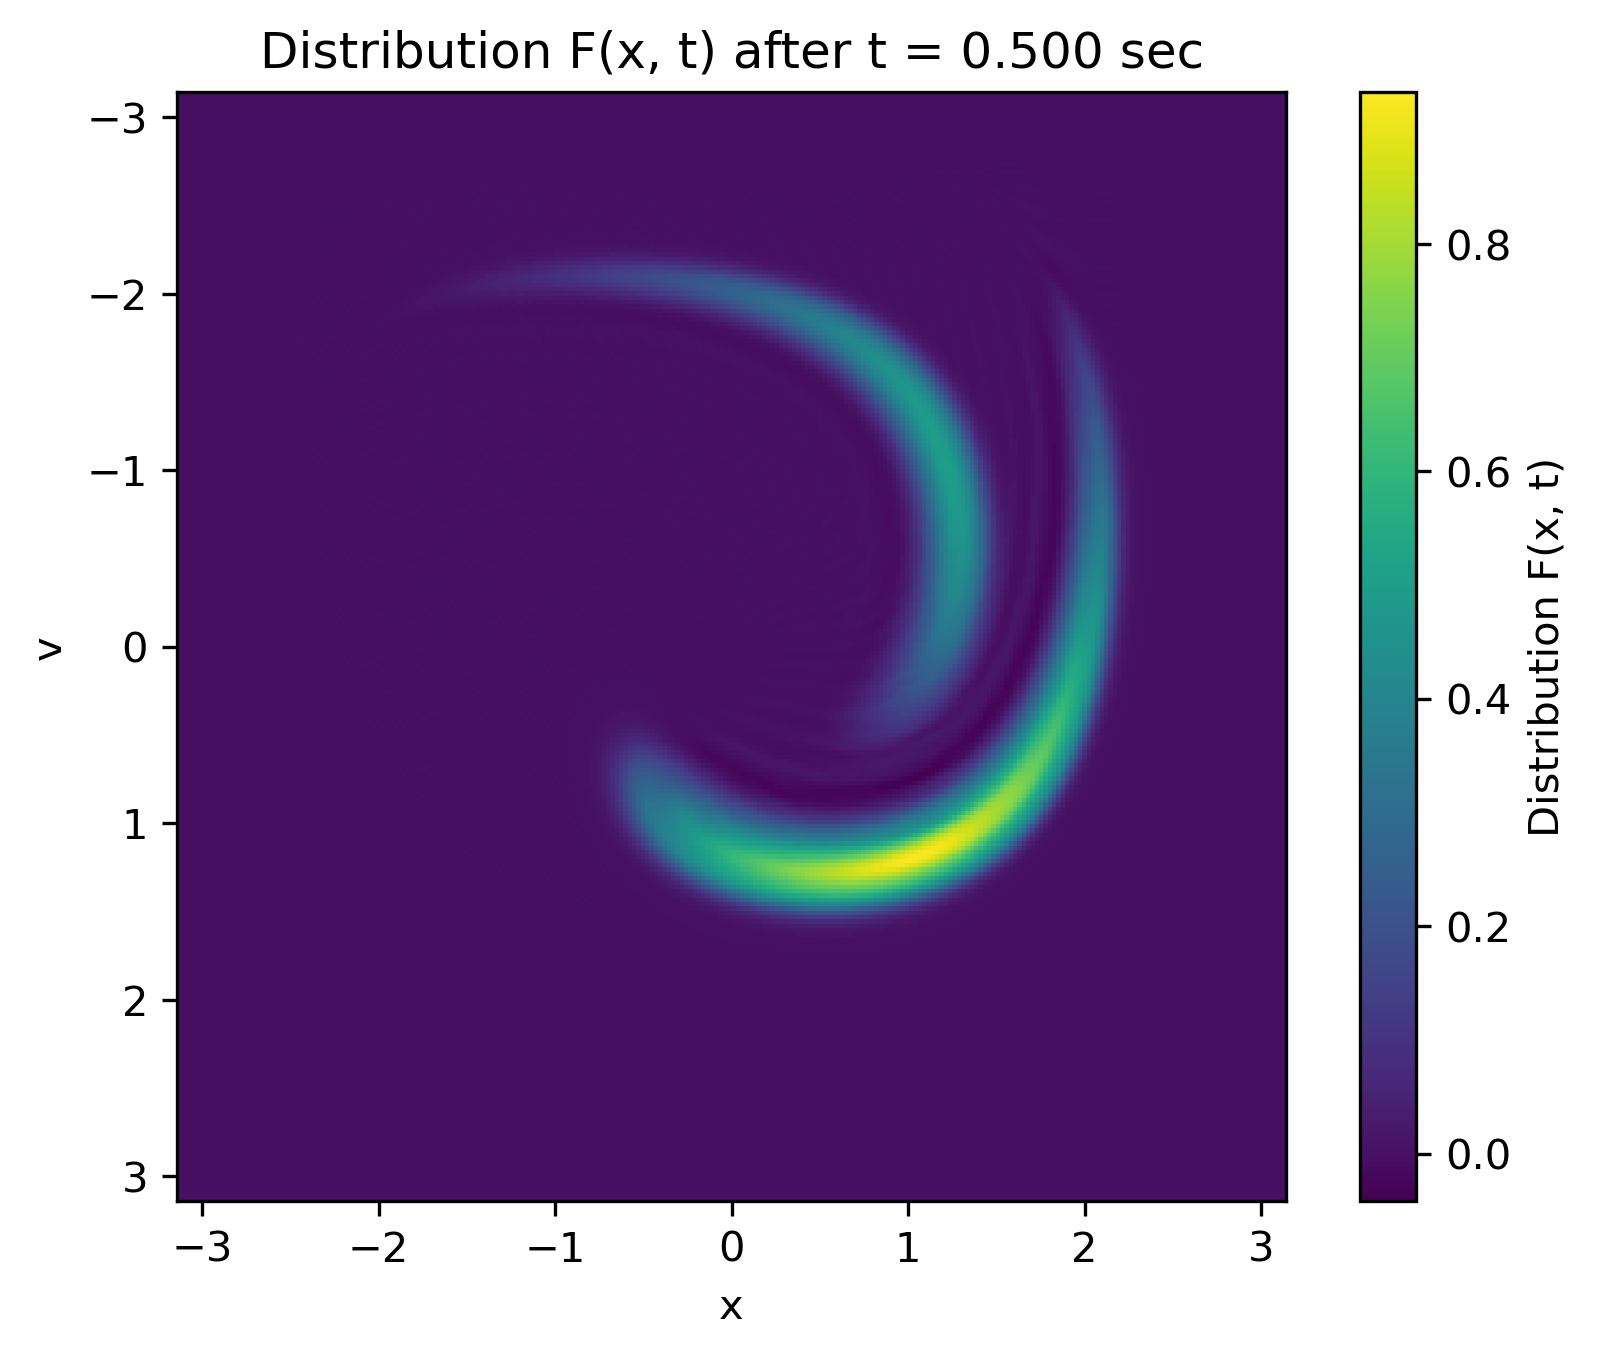 Distribution F(x, t) after t = 0.500 sec
−3
−2
−1
0
1
2
3
v
−3 −2 −1 0 1 2 3
x
0.8
0.6
0.4
0.2
0.0
Distribution F(x, t)